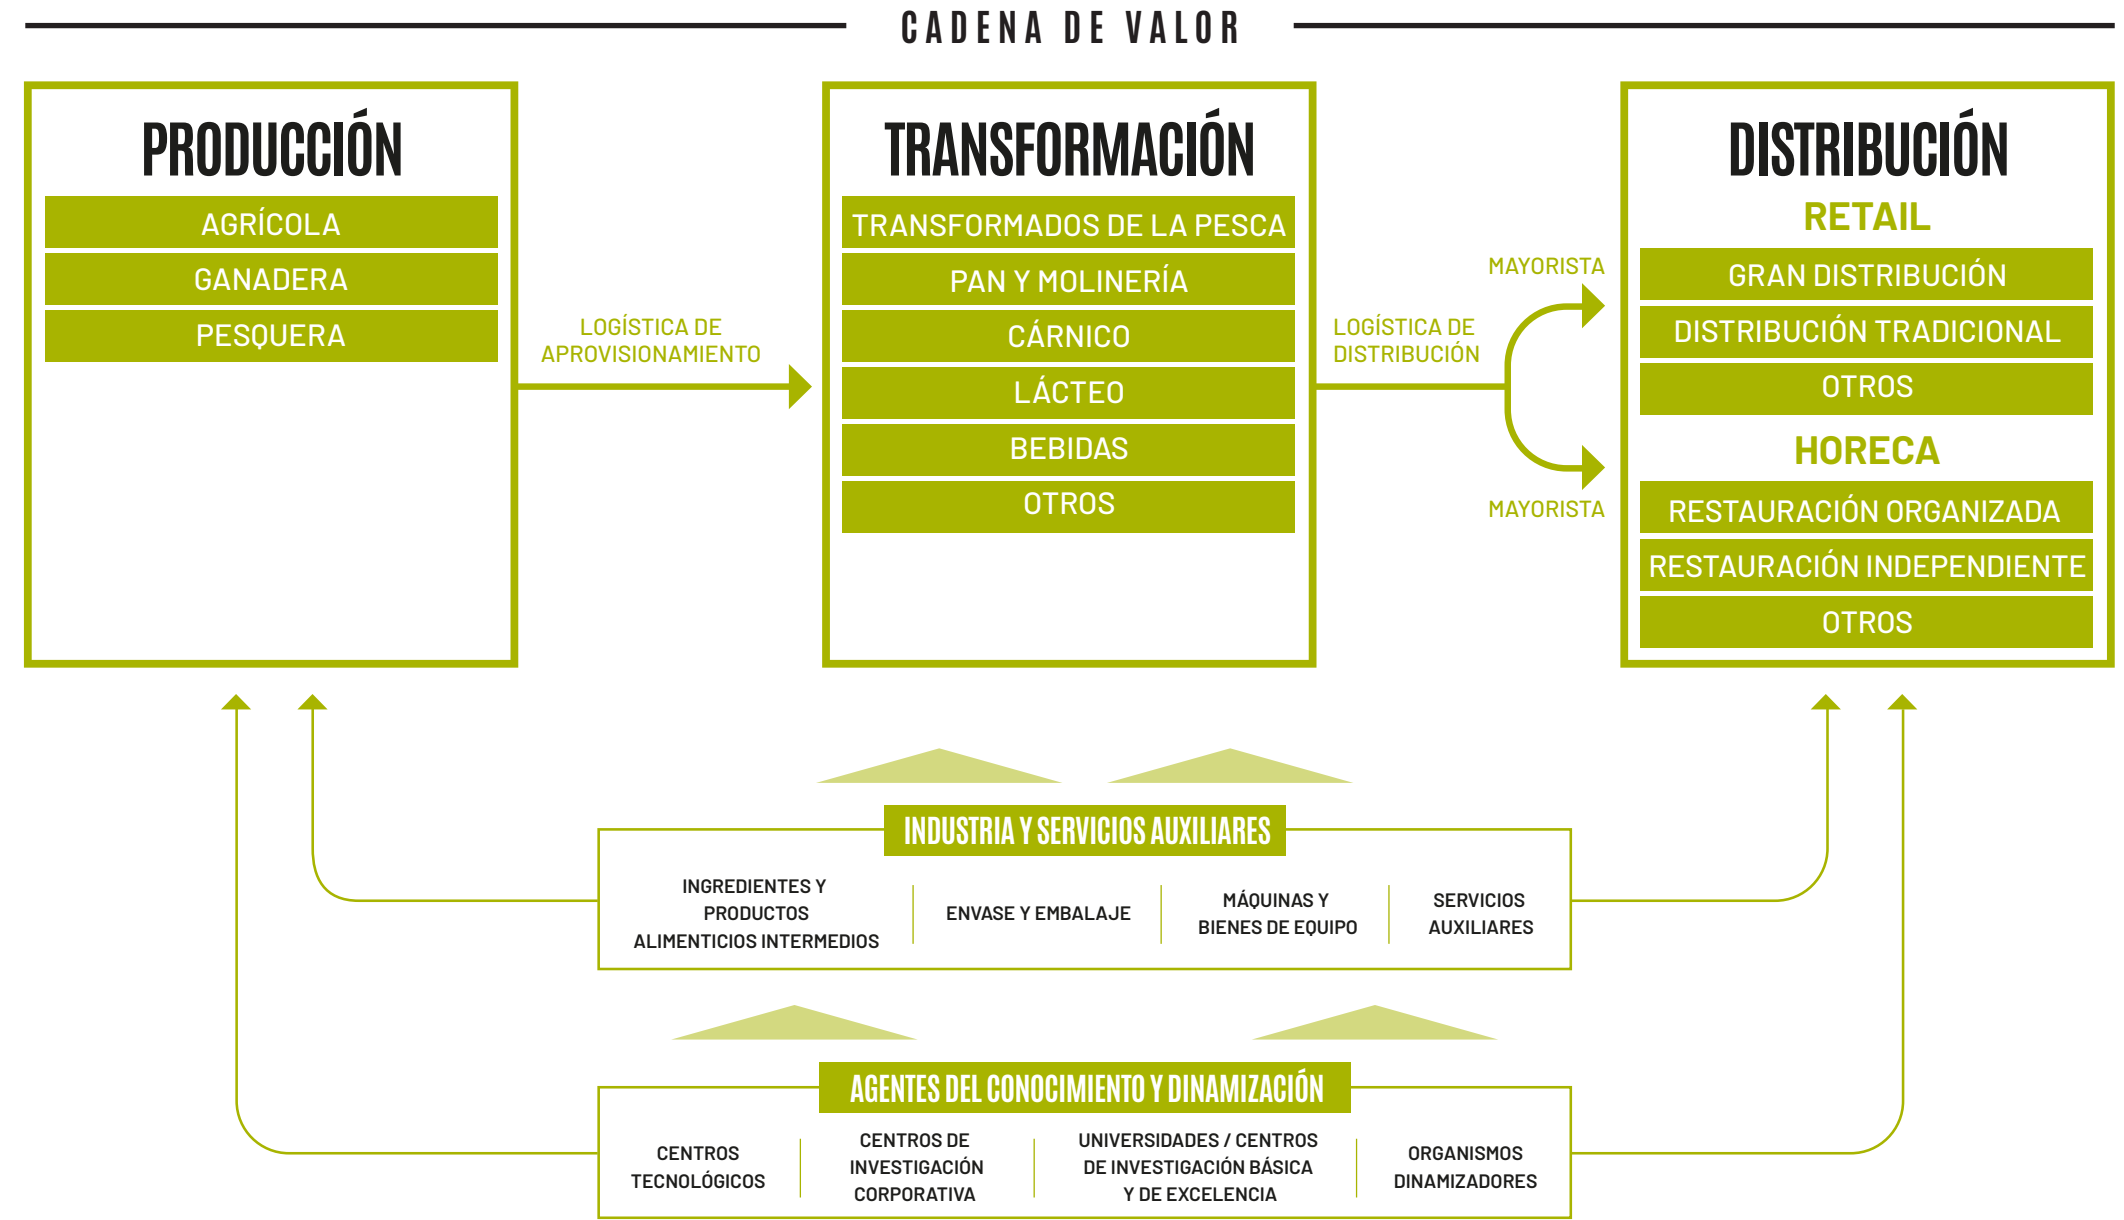 CADENA DE VALOR
PRODUCCIÓN
AGRÍCOLA
GANADERA
PESQUERA
LOGÍSTICA DE
APROVISIONAMIENTO
TRANSFORMACIÓN
TRANSFORMADOS DE LA PESCA
PAN Y MOLINERÍA
CÁRNICO
LÁCTEO
BEBIDAS
OTROS
LOGÍSTICA DE
DISTRIBUCIÓN
MAYORISTA
MAYORISTA
DISTRIBUCIÓN
RETAIL
GRAN DISTRIBUCIÓN
DISTRIBUCIÓN TRADICIONAL
OTROS
HORECA
RESTAURACIÓN ORGANIZADA
RESTAURACIÓN INDEPENDIENTE
OTROS
INDUSTRIA Y SERVICIOS AUXILIARES
INGREDIENTES Y
PRODUCTOS
ALIMENTICIOS INTERMEDIOS
ENVASE Y EMBALAJE
MÁQUINAS Y
BIENES DE EQUIPO
SERVICIOS
AUXILIARES
AGENTES DEL CONOCIMIENTO Y DINAMIZACIÓN
CENTROS
TECNOLÓGICOS
CENTROS DE
INVESTIGACIÓN
CORPORATIVA
UNIVERSIDADES / CENTROS
DE INVESTIGACIÓN BÁSICA
Y DE EXCELENCIA
ORGANISMOS
DINAMIZADORES